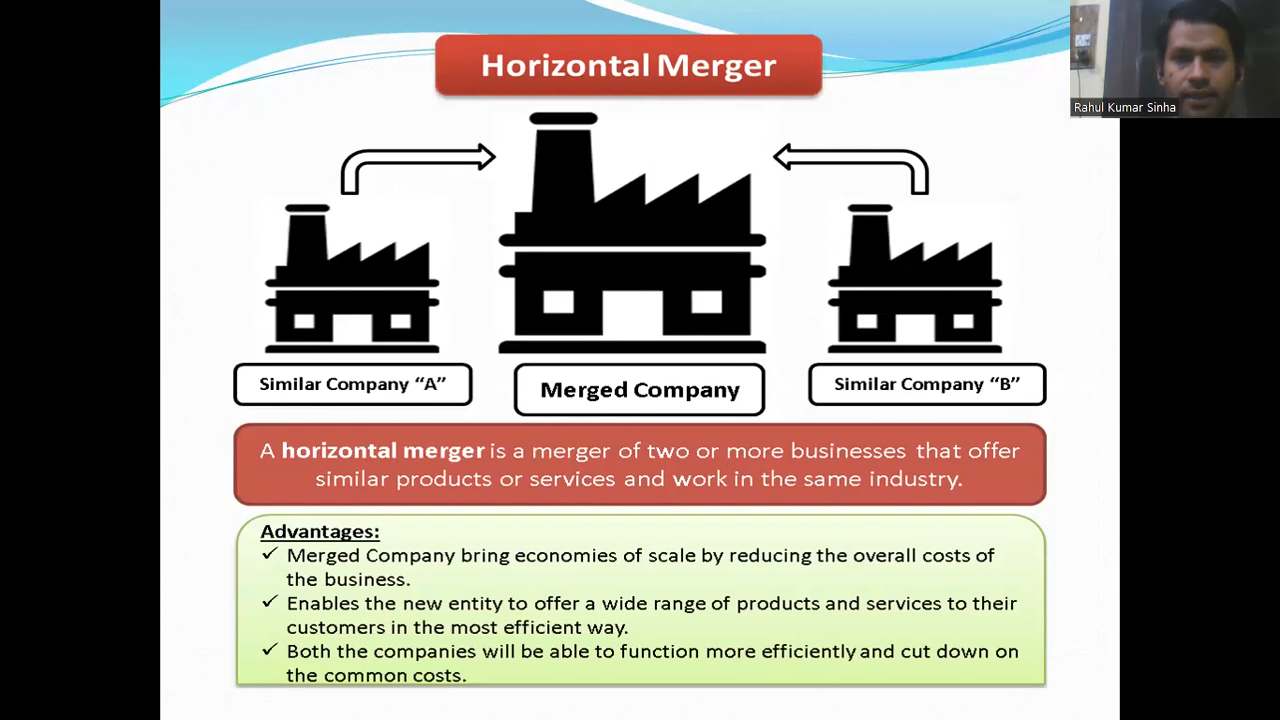 Horizontal Merger
Rahul Kumar Sinha
Similar Company “A”
Merged Company
Similar Company “B”
A horizontal merger is a merger of two or more businesses that offer
similar products or services and work in the same industry.
Advantages:
✓ Merged Company bring economies of scale by reducing the overall costs of
the business.
✓ Enables the new entity to offer a wide range of products and services to their
customers in the most efficient way.
✓ Both the companies will be able to function more efficiently and cut down on
the common costs.